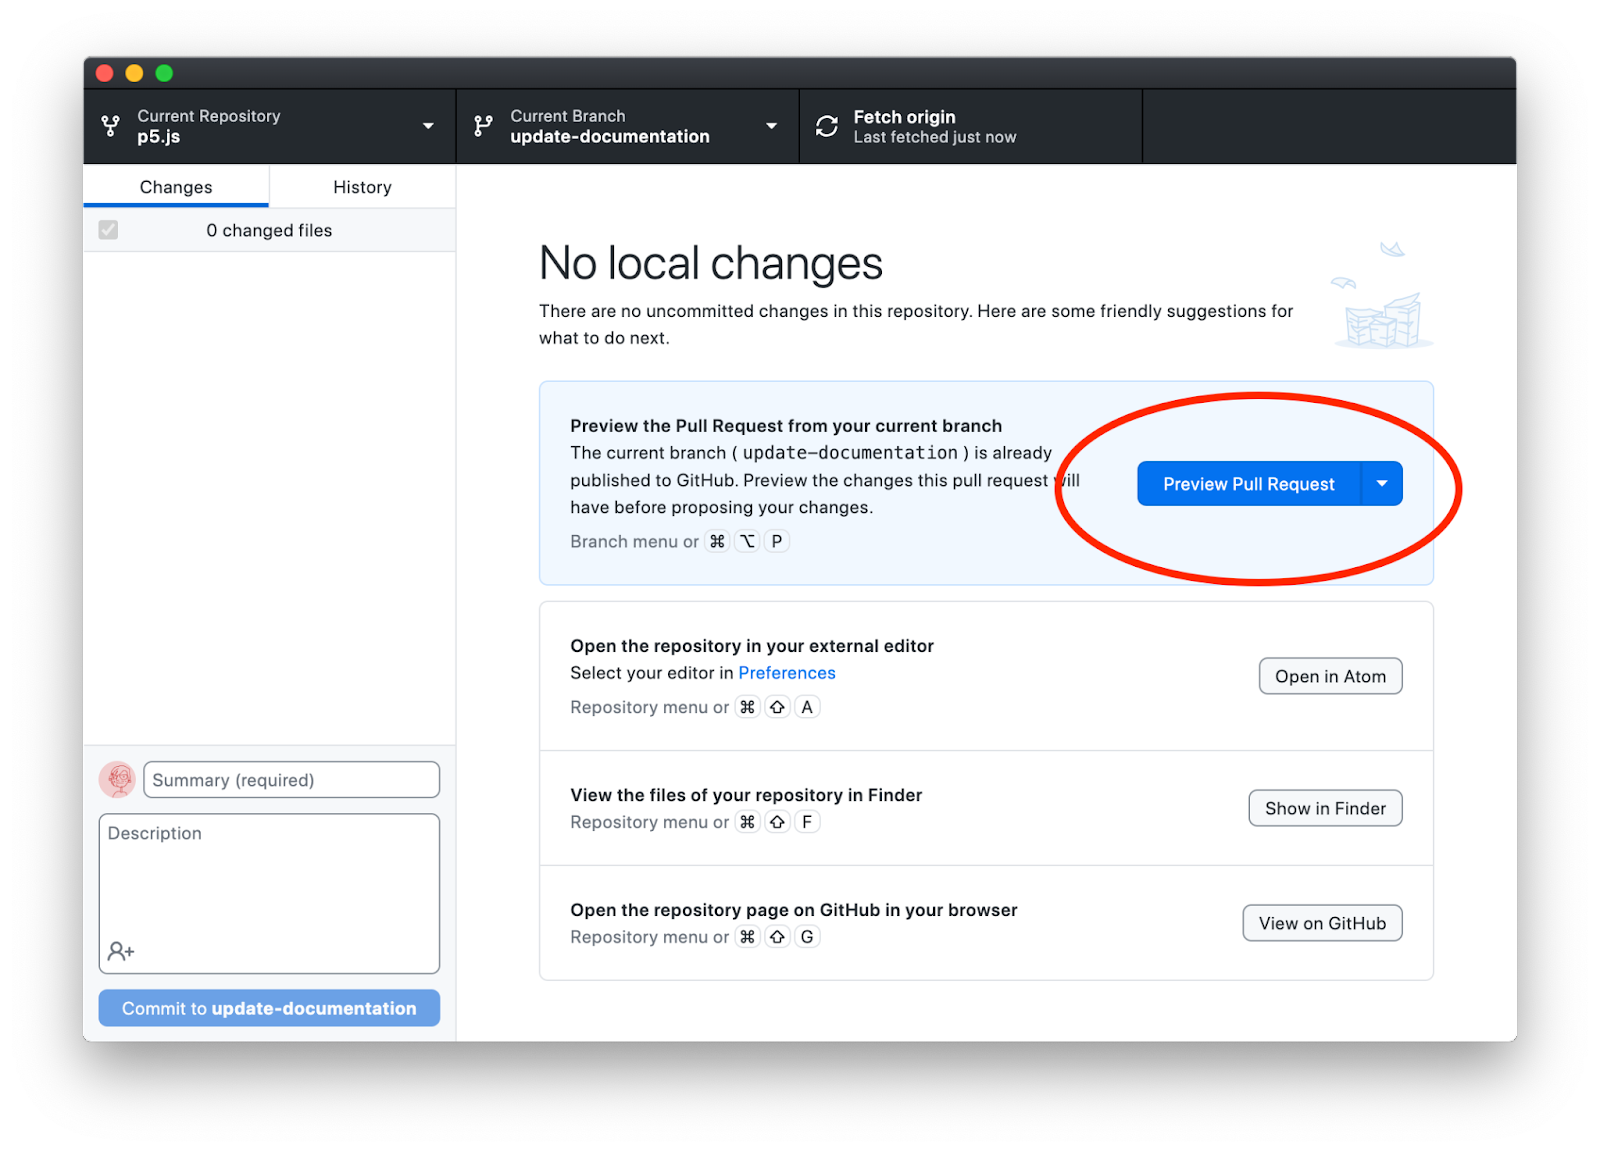 Current Repository
p5.js
Current Branch
update-documentation
Fetch origin
Last fetched just now
Changes
History
0 changed files
No local changes
There are no uncommitted changes in this repository. Here are some friendly suggestions for
what to do next.
Preview the Pull Request from your current branch
The current branch ( update-documentation ) is already
published to GitHub. Preview the changes this pull request will
have before proposing your changes.
Branch menu or ⌘ ⌥ P
Preview Pull Request
Open the repository in your external editor
Select your editor in Preferences
Repository menu or ⌘ ⇧ A
Open in Atom
View the files of your repository in Finder
Repository menu or ⌘ ⇧ F
Show in Finder
Open the repository page on GitHub in your browser
Repository menu or ⌘ ⇧ G
View on GitHub
Summary (required)
Description
Commit to update-documentation